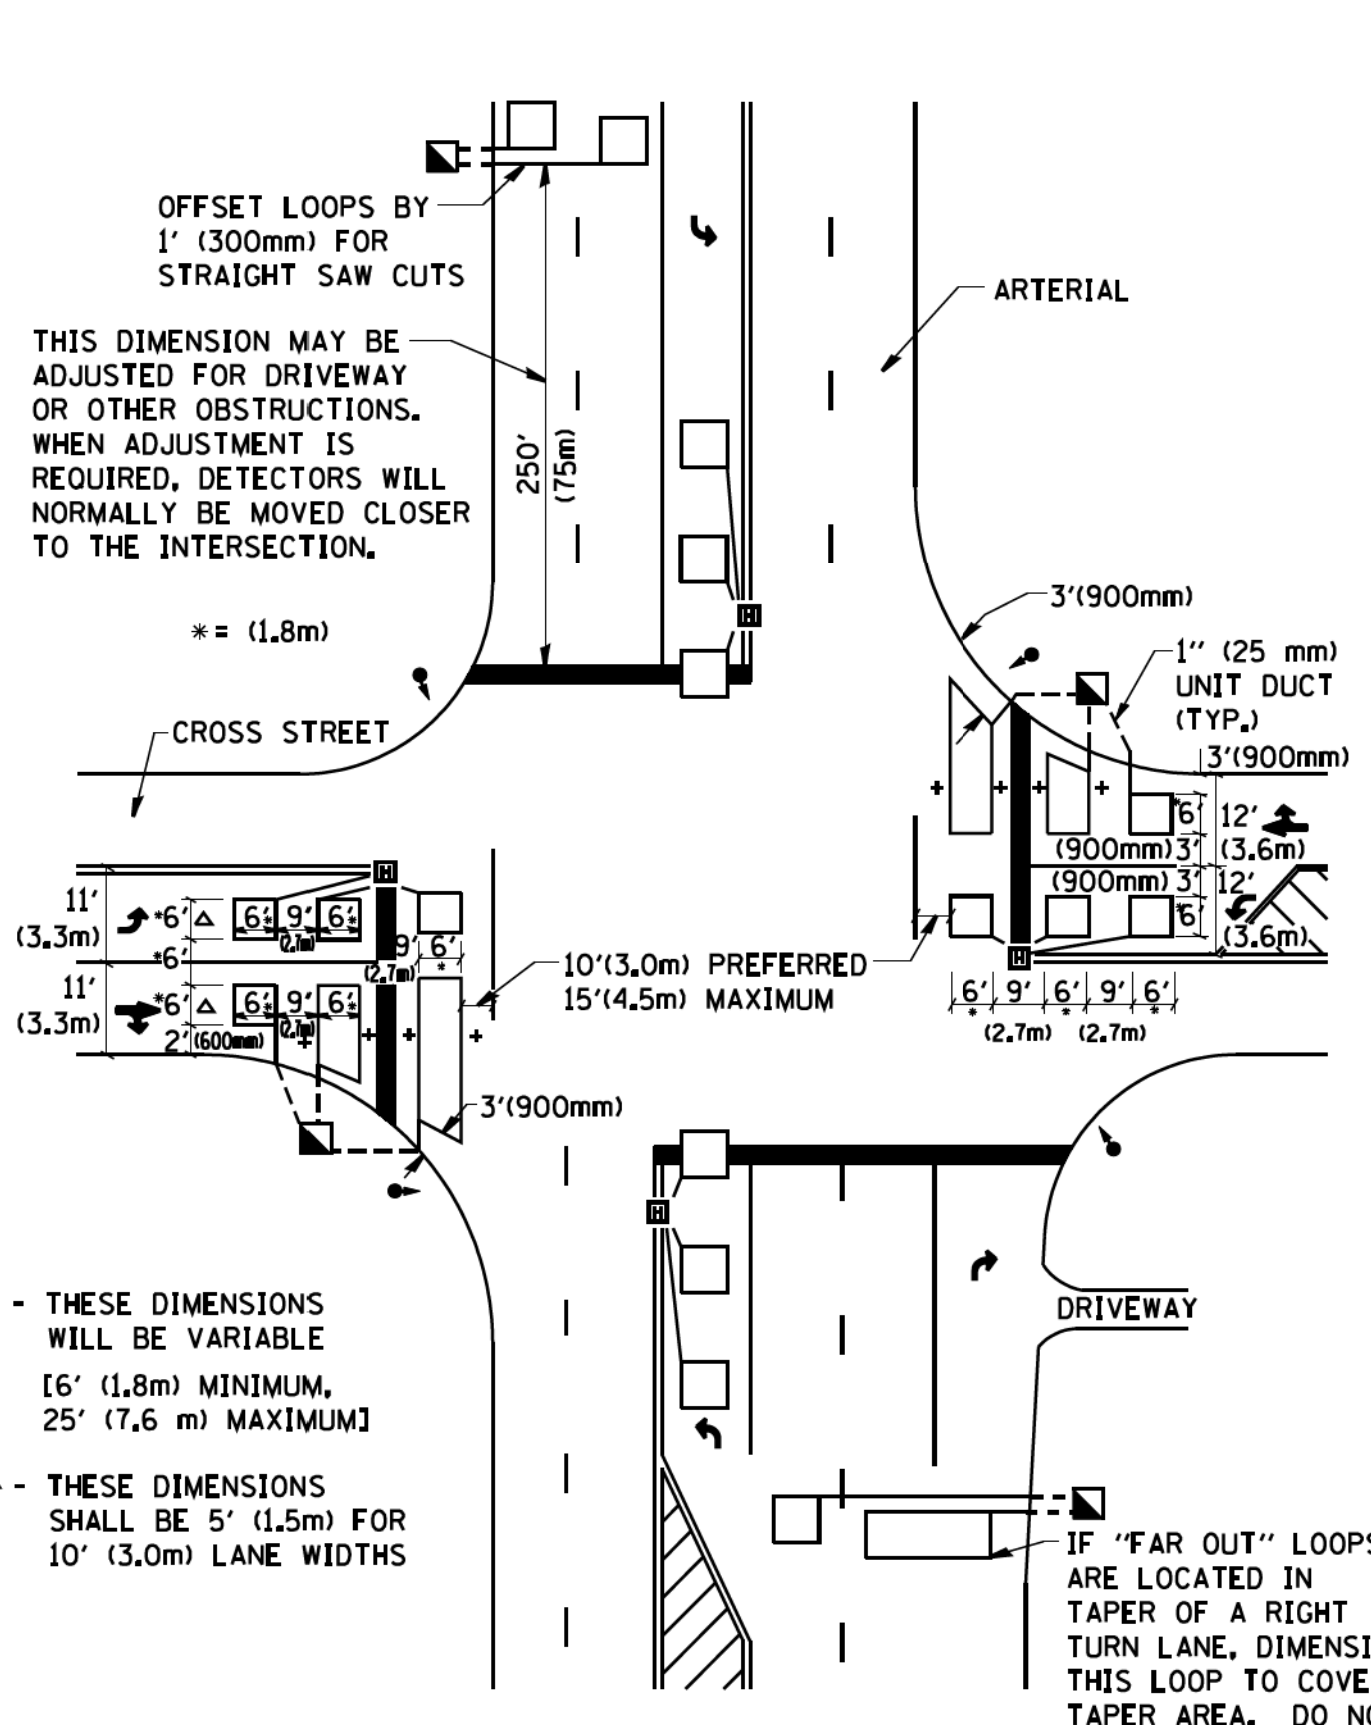 OFFSET LOOPS BY
1' (300mm) FOR
STRAIGHT SAW CUTS
ARTERIAL
THIS DIMENSION MAY BE
ADJUSTED FOR DRIVEWAY
OR OTHER OBSTRUCTIONS.
WHEN ADJUSTMENT IS
REQUIRED, DETECTORS WILL
NORMALLY BE MOVED CLOSER
TO THE INTERSECTION.
250'
(75m)
* = (1.8m)
3'(900mm)
H
1'' (25 mm)
UNIT DUCT
(TYP.)
CROSS STREET
3'(900mm)
+ + + +
*6' 12'
(900mm) 3' (3.6m)
(900mm) 3' 12'
*6'
(3.6m)
H
11'
(3.3m)
*6' △ 6'* 9' 6'*
(2.7m)
*6'
9' 6'
(2.7m) *
11'
(3.3m)
*6' △ 6'* 9' 6'*
(2.7m)
2' (600mm) + + + +
10'(3.0m) PREFERRED
15'(4.5m) MAXIMUM
H
6' 9' 6' 9' 6'
* (2.7m) * (2.7m) *
3'(900mm)
H
DRIVEWAY
- THESE DIMENSIONS
WILL BE VARIABLE
[6' (1.8m) MINIMUM,
25' (7.6 m) MAXIMUM]
- THESE DIMENSIONS
SHALL BE 5' (1.5m) FOR
10' (3.0m) LANE WIDTHS
IF "FAR OUT" LOOPS
ARE LOCATED IN
TAPER OF A RIGHT
TURN LANE, DIMENSI
THIS LOOP TO COVE
TAPER AREA. DO NO